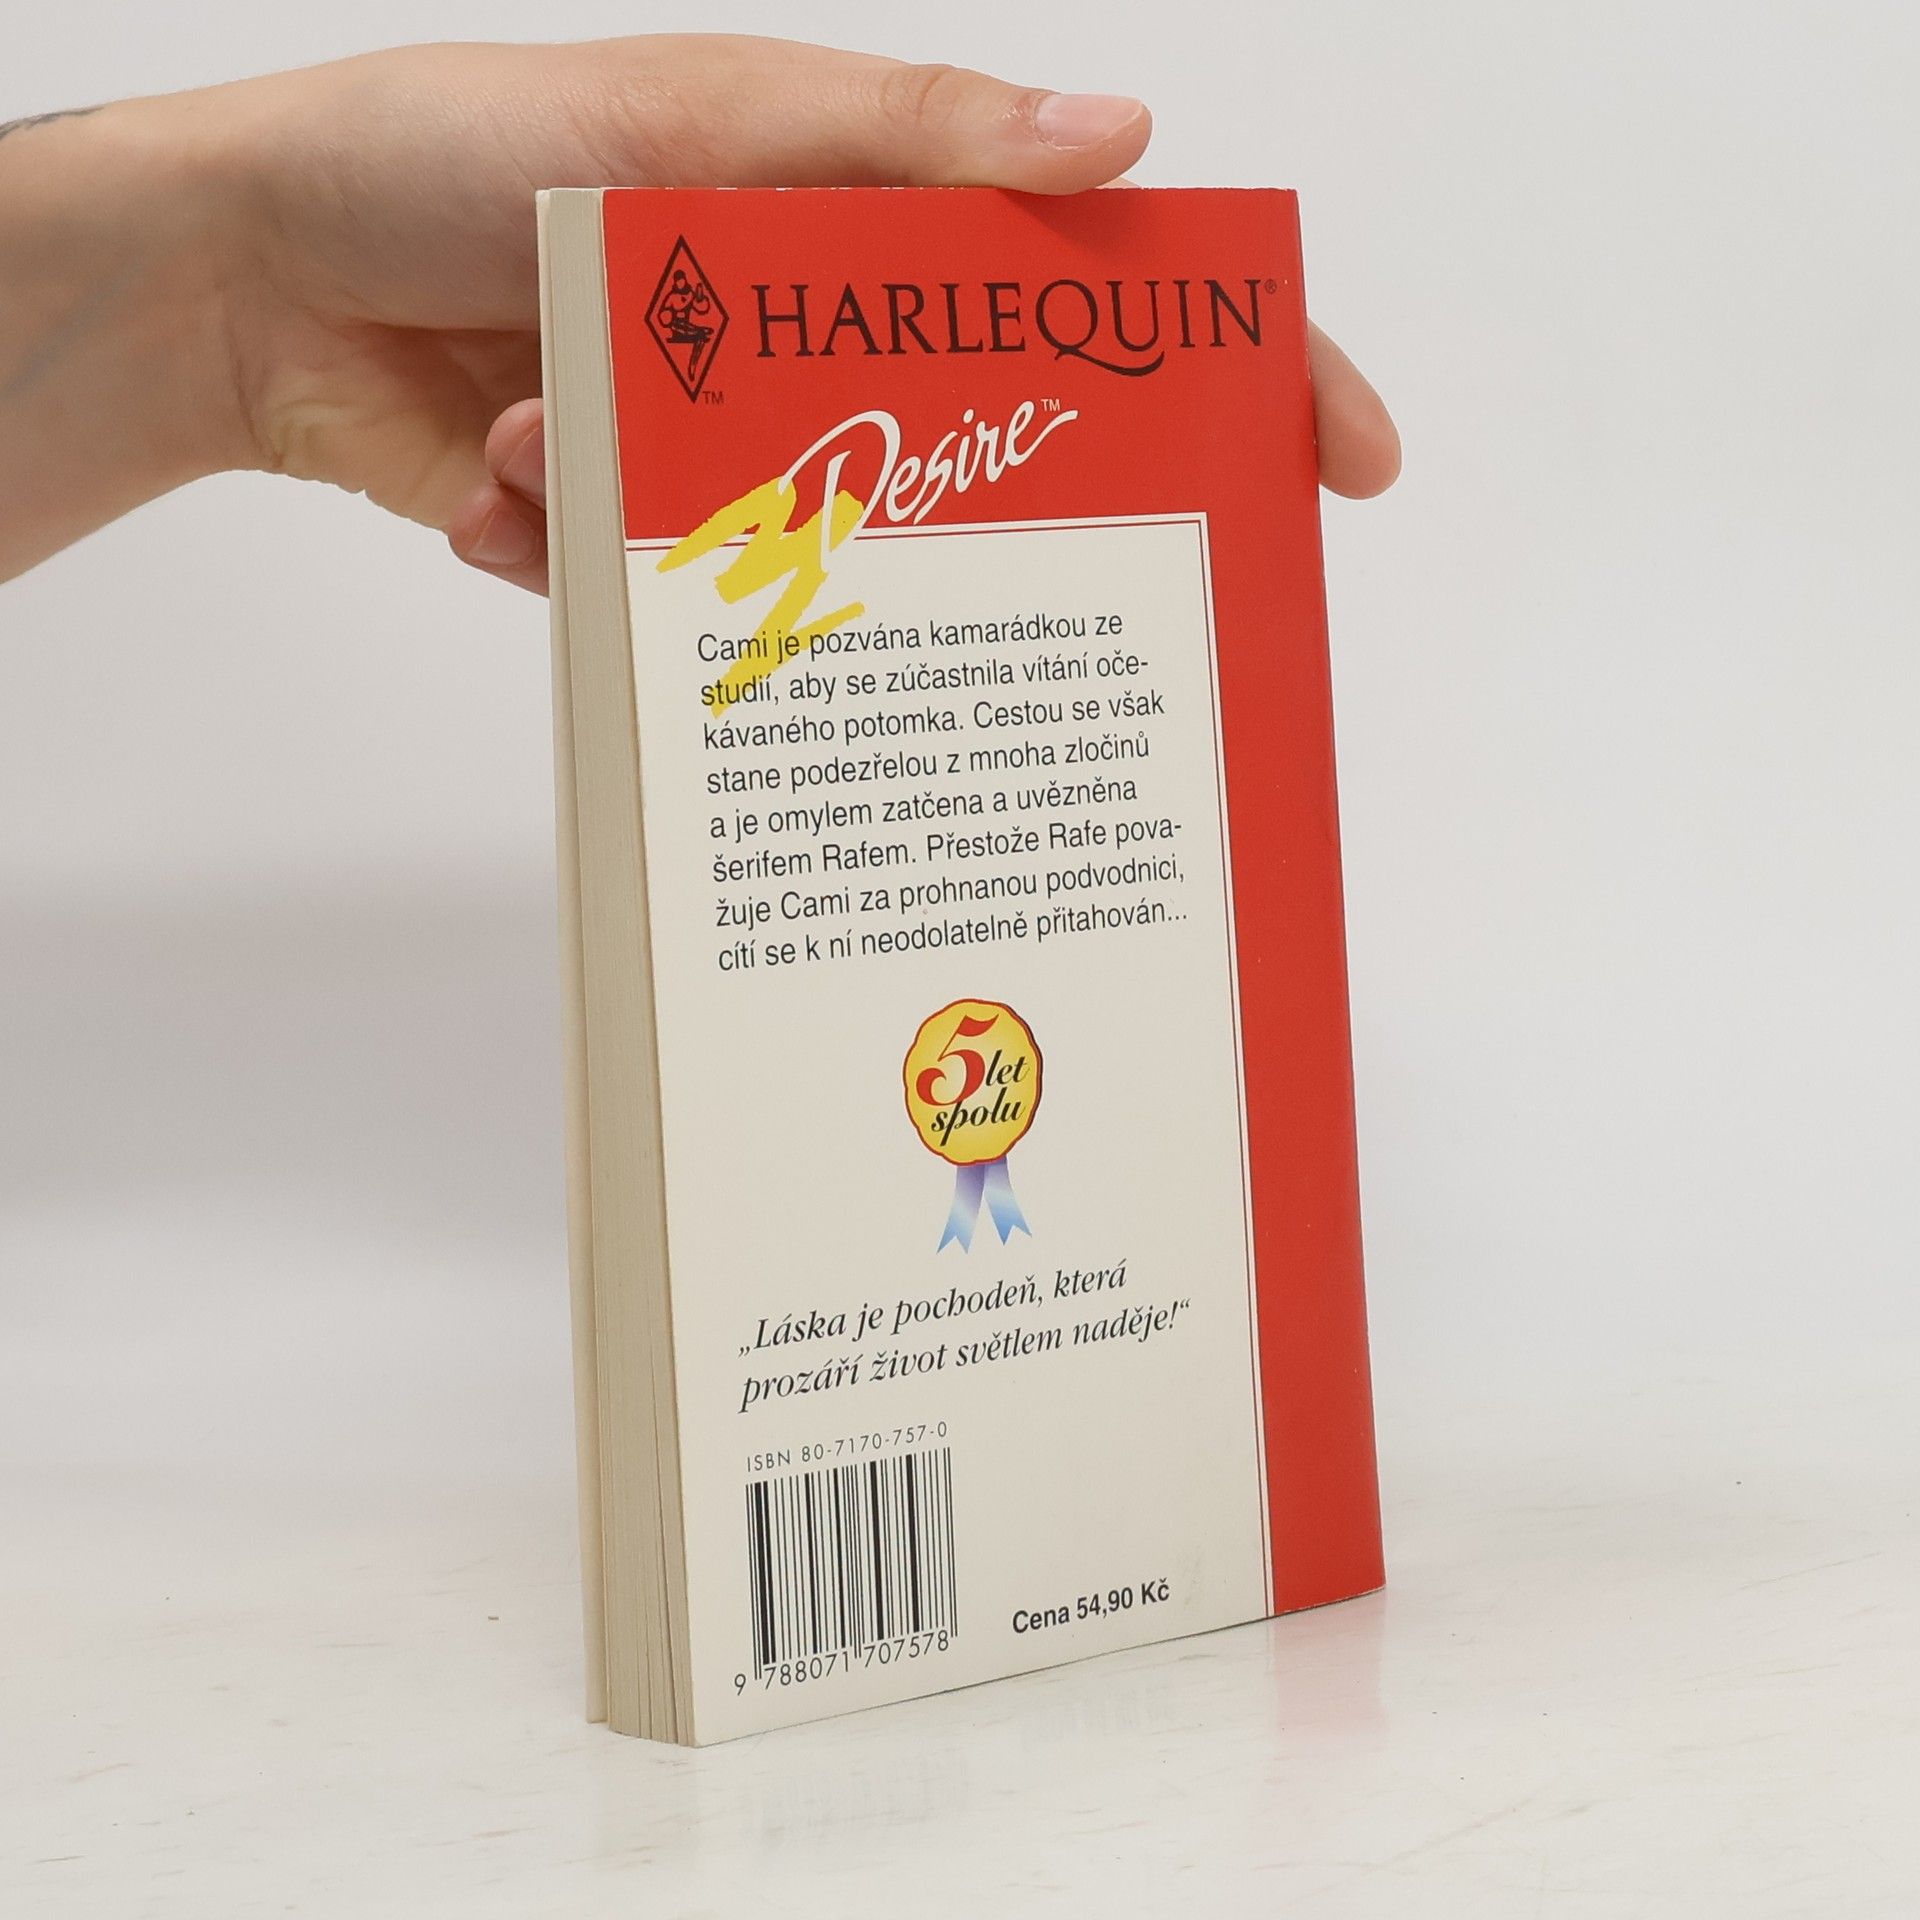 HARLEQUIN®
TM
Desire™
Cami je pozvána kamarádkou ze
studií, aby se zúčastnila vítání oče-
kávaného potomka. Cestou se však
stane podezřelou z mnoha zločinů
a je omylem zatčena a uvězněna
šerifem Rafem. Přestože Rafe pova-
žuje Cami za prohnanou podvodnici,
cítí se k ní neodolatelně přitahován...
5 let
spolu
„Láska je pochodeň, která
prozáří život světlem naděje!“
ISBN 80-7170-757-0
9 788071 707578
Cena 54,90 Kč